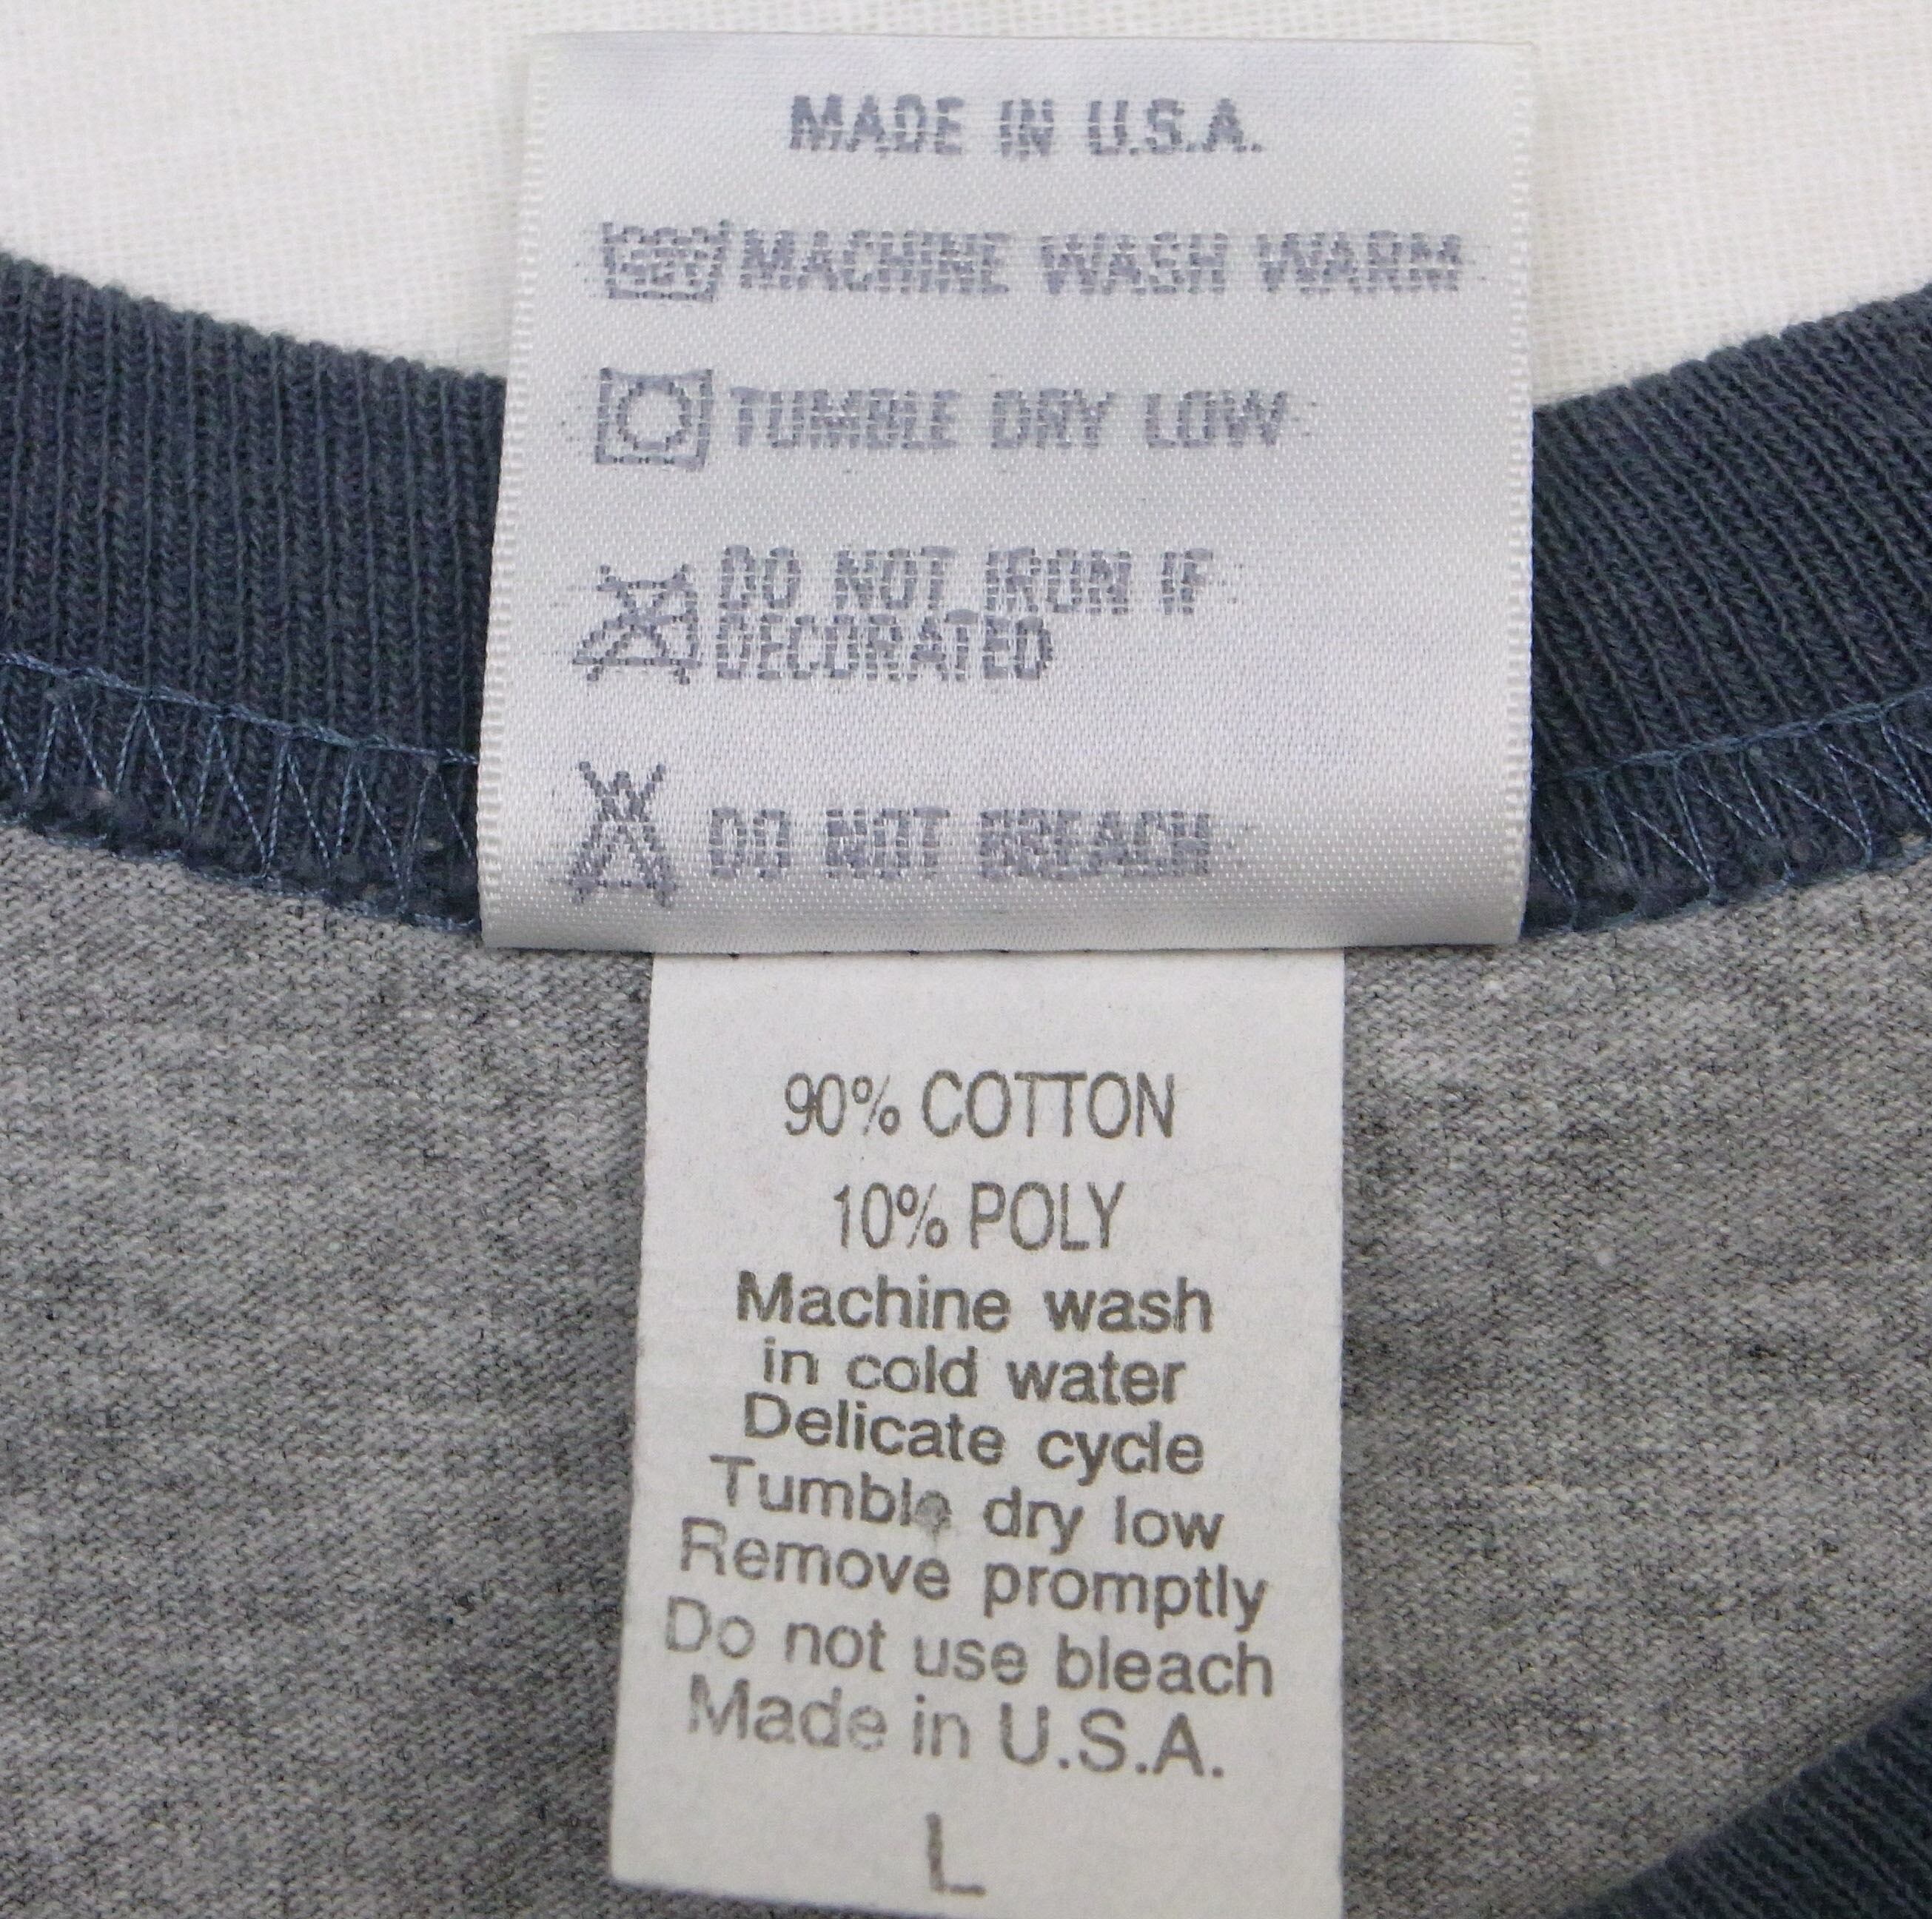 MADE IN U.S.A.
MACHINE WASH WARM
TUMBLE DRY LOW
DO NOT IRON IF
DECORATED
DO NOT BREACH
90% COTTON
10% POLY
Machine wash
in cold water
Delicate cycle
Tumble dry low
Remove promptly
Do not use bleach
Made in U.S.A.
L